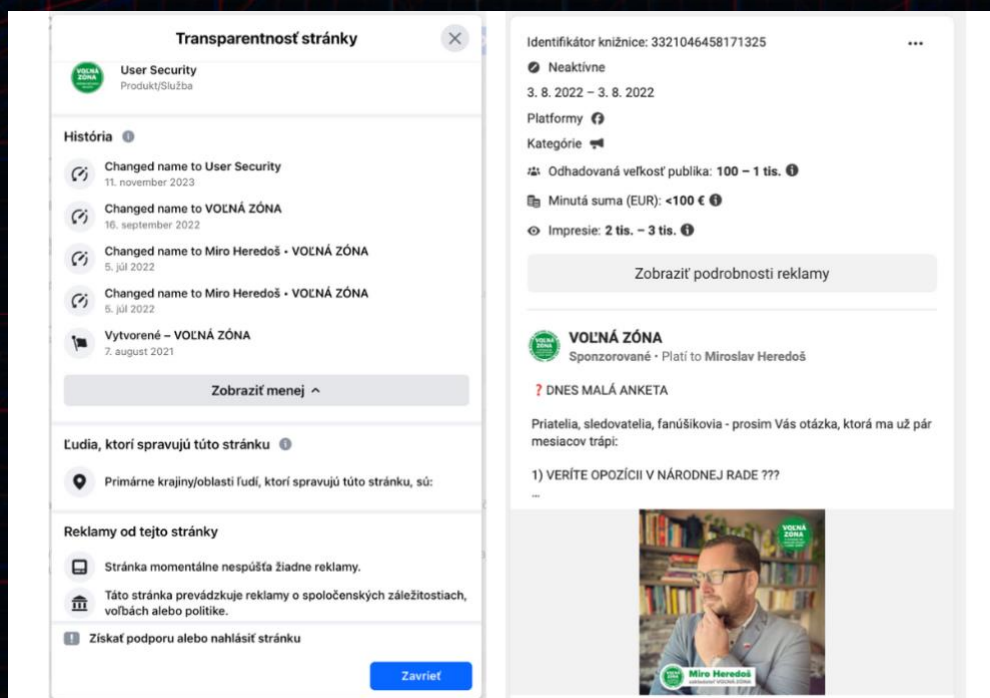 Transparentnosť stránky
VOĽNÁ
ZÓNA
User Security
Produkt/Služba
História
Changed name to User Security
11. november 2023
Changed name to VOĽNÁ ZÓNA
16. september 2022
Changed name to Miro Heredoš • VOĽNÁ ZÓNA
5. júl 2022
Changed name to Miro Heredoš • VOĽNÁ ZÓNA
5. júl 2022
Vytvorené – VOĽNÁ ZÓNA
7. august 2021
Zobraziť menej
Ľudia, ktorí spravujú túto stránku
Primárne krajiny/oblasti ľudí, ktorí spravujú túto stránku, sú:
Reklamy od tejto stránky
Stránka momentálne nespúšťa žiadne reklamy.
Táto stránka prevádzkuje reklamy o spoločenských záležitostiach,
voľbách alebo politike.
Získať podporu alebo nahlásiť stránku
Zavrieť
Identifikátor knižnice: 3321046458171325
Neaktívne
3. 8. 2022 – 3. 8. 2022
Platformy
Kategórie
Odhadovaná veľkosť publika: 100 – 1 tis.
Minutá suma (EUR): <100 €
Impresie: 2 tis. – 3 tis.
Zobraziť podrobnosti reklamy
VOĽNÁ
ZÓNA
VOĽNÁ ZÓNA
Sponzorované • Platí to Miroslav Heredoš
❓ DNES MALÁ ANKETA
Priatelia, sledovatelia, fanúšikovia - prosim Vás otázka, ktorá ma už pár
mesiacov trápi:
1) VERÍTE OPOZÍCII V NÁRODNEJ RADE ???
...
VOĽNÁ
ZÓNA
Miro Heredoš
zakladateľ VOĽNÁ ZÓNA